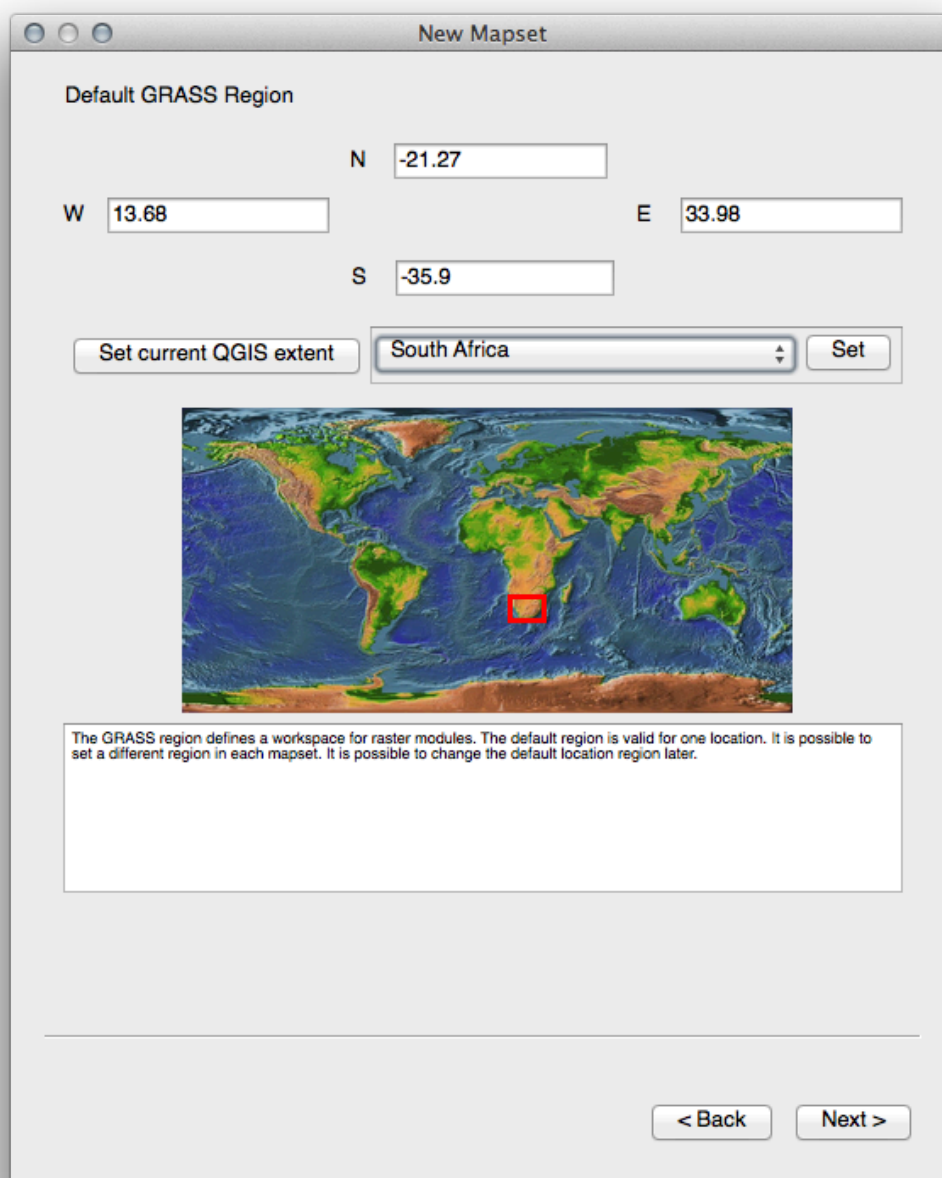 New Mapset
Default GRASS Region
N -21.27
W 13.68 E 33.98
S -35.9
Set current QGIS extent South Africa Set
The GRASS region defines a workspace for raster modules. The default region is valid for one location. It is possible to
set a different region in each mapset. It is possible to change the default location region later.
< Back Next >